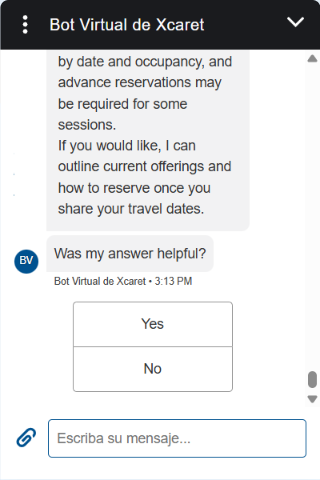 Bot Virtual de Xcaret
by date and occupancy, and
advance reservations may
be required for some
sessions.
If you would like, I can
outline current offerings and
how to reserve once you
share your travel dates.
Was my answer helpful?
BV
Bot Virtual de Xcaret • 3:13 PM
Yes
No
Escriba su mensaje...